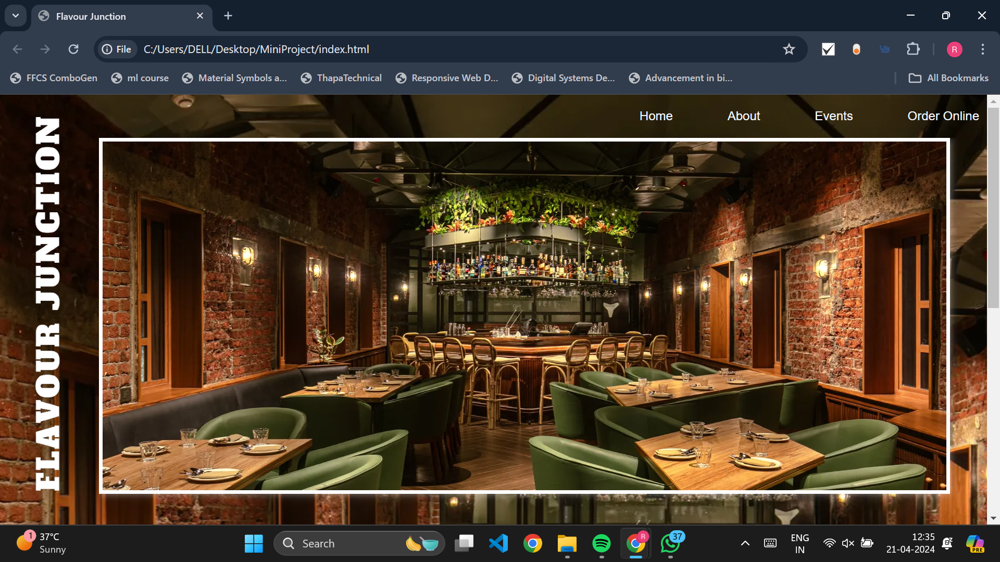 Flavour Junction
File
C:/Users/DELL/Desktop/MiniProject/index.html
R
FFCS ComboGen
ml course
Material Symbols a...
ThapaTechnical
Responsive Web D...
Digital Systems De...
Advancement in bi...
All Bookmarks
Home
About
Events
Order Online
FLAVOUR JUNCTION
1
37°C
Sunny
Search
R
37
ENG
IN
12:35
21-04-2024
PRE